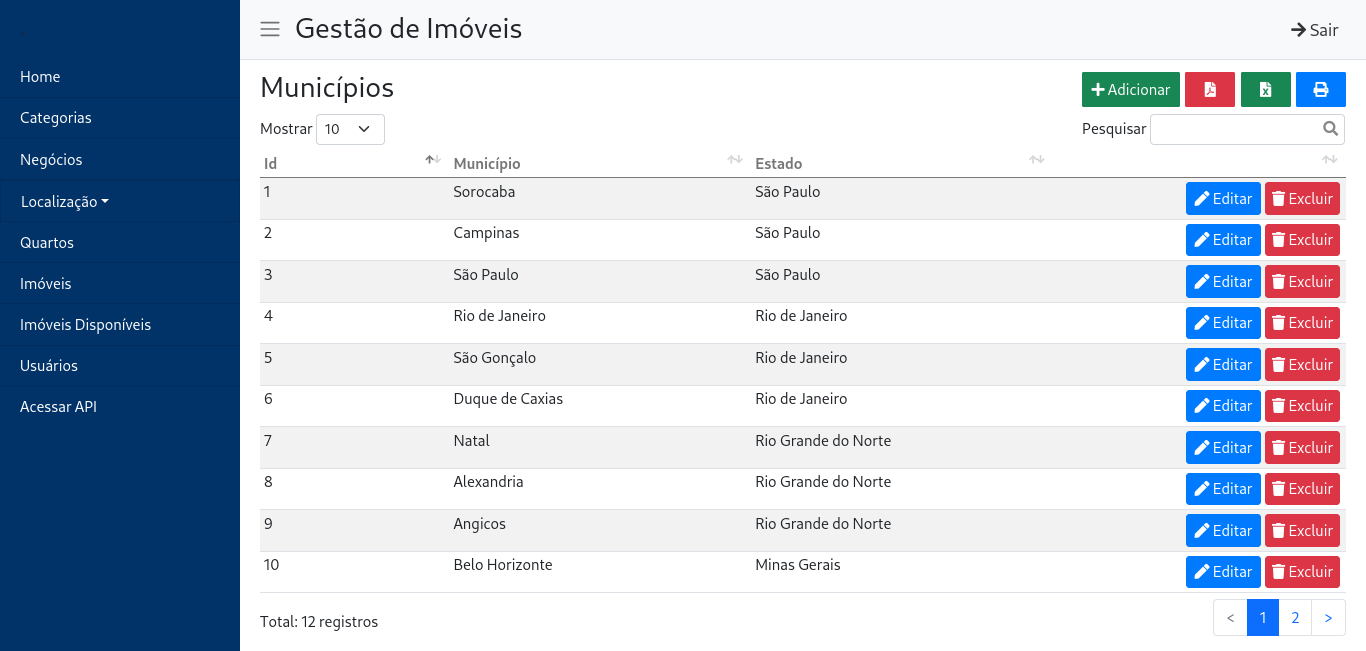 Gestão de Imóveis
Sair
Home
Categorias
Negócios
Localização
Quartos
Imóveis
Imóveis Disponíveis
Usuários
Acessar API
Municípios
Adicionar
Mostrar 10
Pesquisar
Id Município Estado
1 Sorocaba São Paulo Editar Excluir
2 Campinas São Paulo Editar Excluir
3 São Paulo São Paulo Editar Excluir
4 Rio de Janeiro Rio de Janeiro Editar Excluir
5 São Gonçalo Rio de Janeiro Editar Excluir
6 Duque de Caxias Rio de Janeiro Editar Excluir
7 Natal Rio Grande do Norte Editar Excluir
8 Alexandria Rio Grande do Norte Editar Excluir
9 Angicos Rio Grande do Norte Editar Excluir
10 Belo Horizonte Minas Gerais Editar Excluir
Total: 12 registros
< 1 2 >